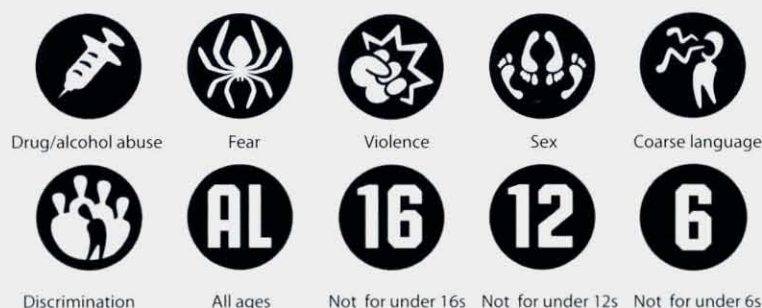 Drug/alcohol abuse Fear Violence Sex Coarse language
AL 16 12 6
Discrimination All ages Not for under 16s Not for under 12s Not for under 6s